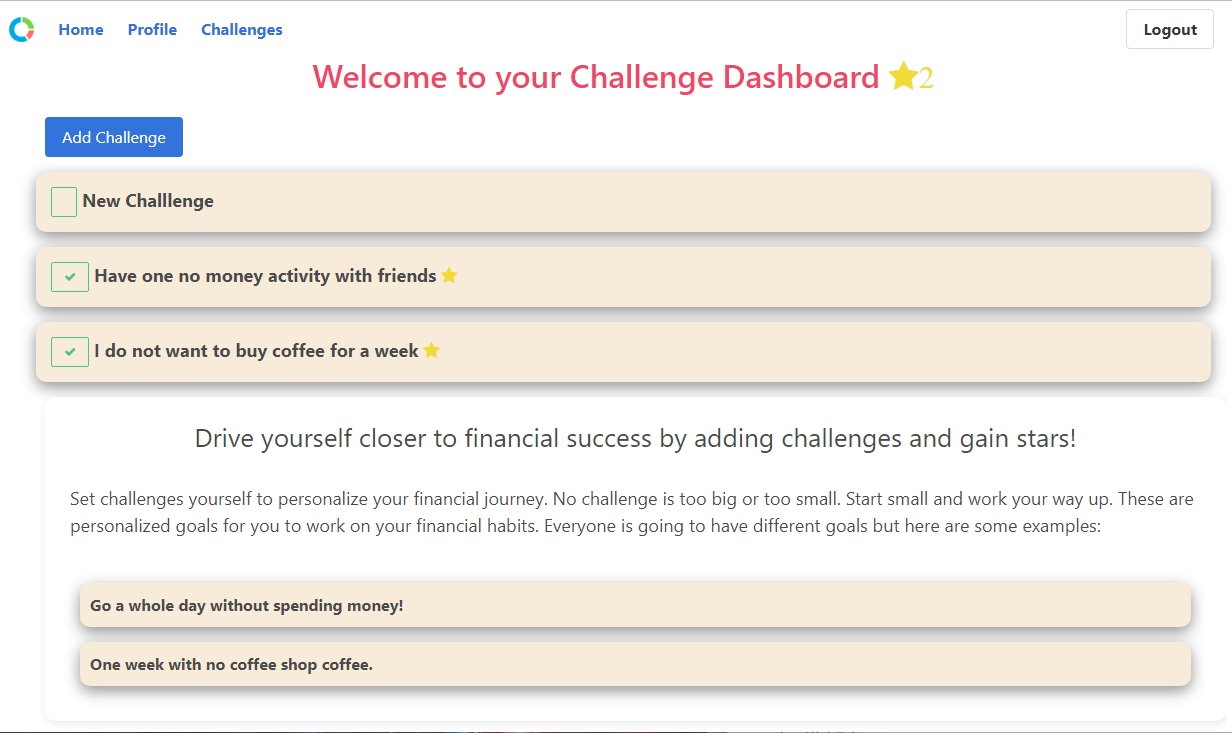 Home Profile Challenges Logout
Welcome to your Challenge Dashboard 2
Add Challenge
New Challlenge
Have one no money activity with friends
I do not want to buy coffee for a week
Drive yourself closer to financial success by adding challenges and gain stars!
Set challenges yourself to personalize your financial journey. No challenge is too big or too small. Start small and work your way up. These are
personalized goals for you to work on your financial habits. Everyone is going to have different goals but here are some examples:
Go a whole day without spending money!
One week with no coffee shop coffee.